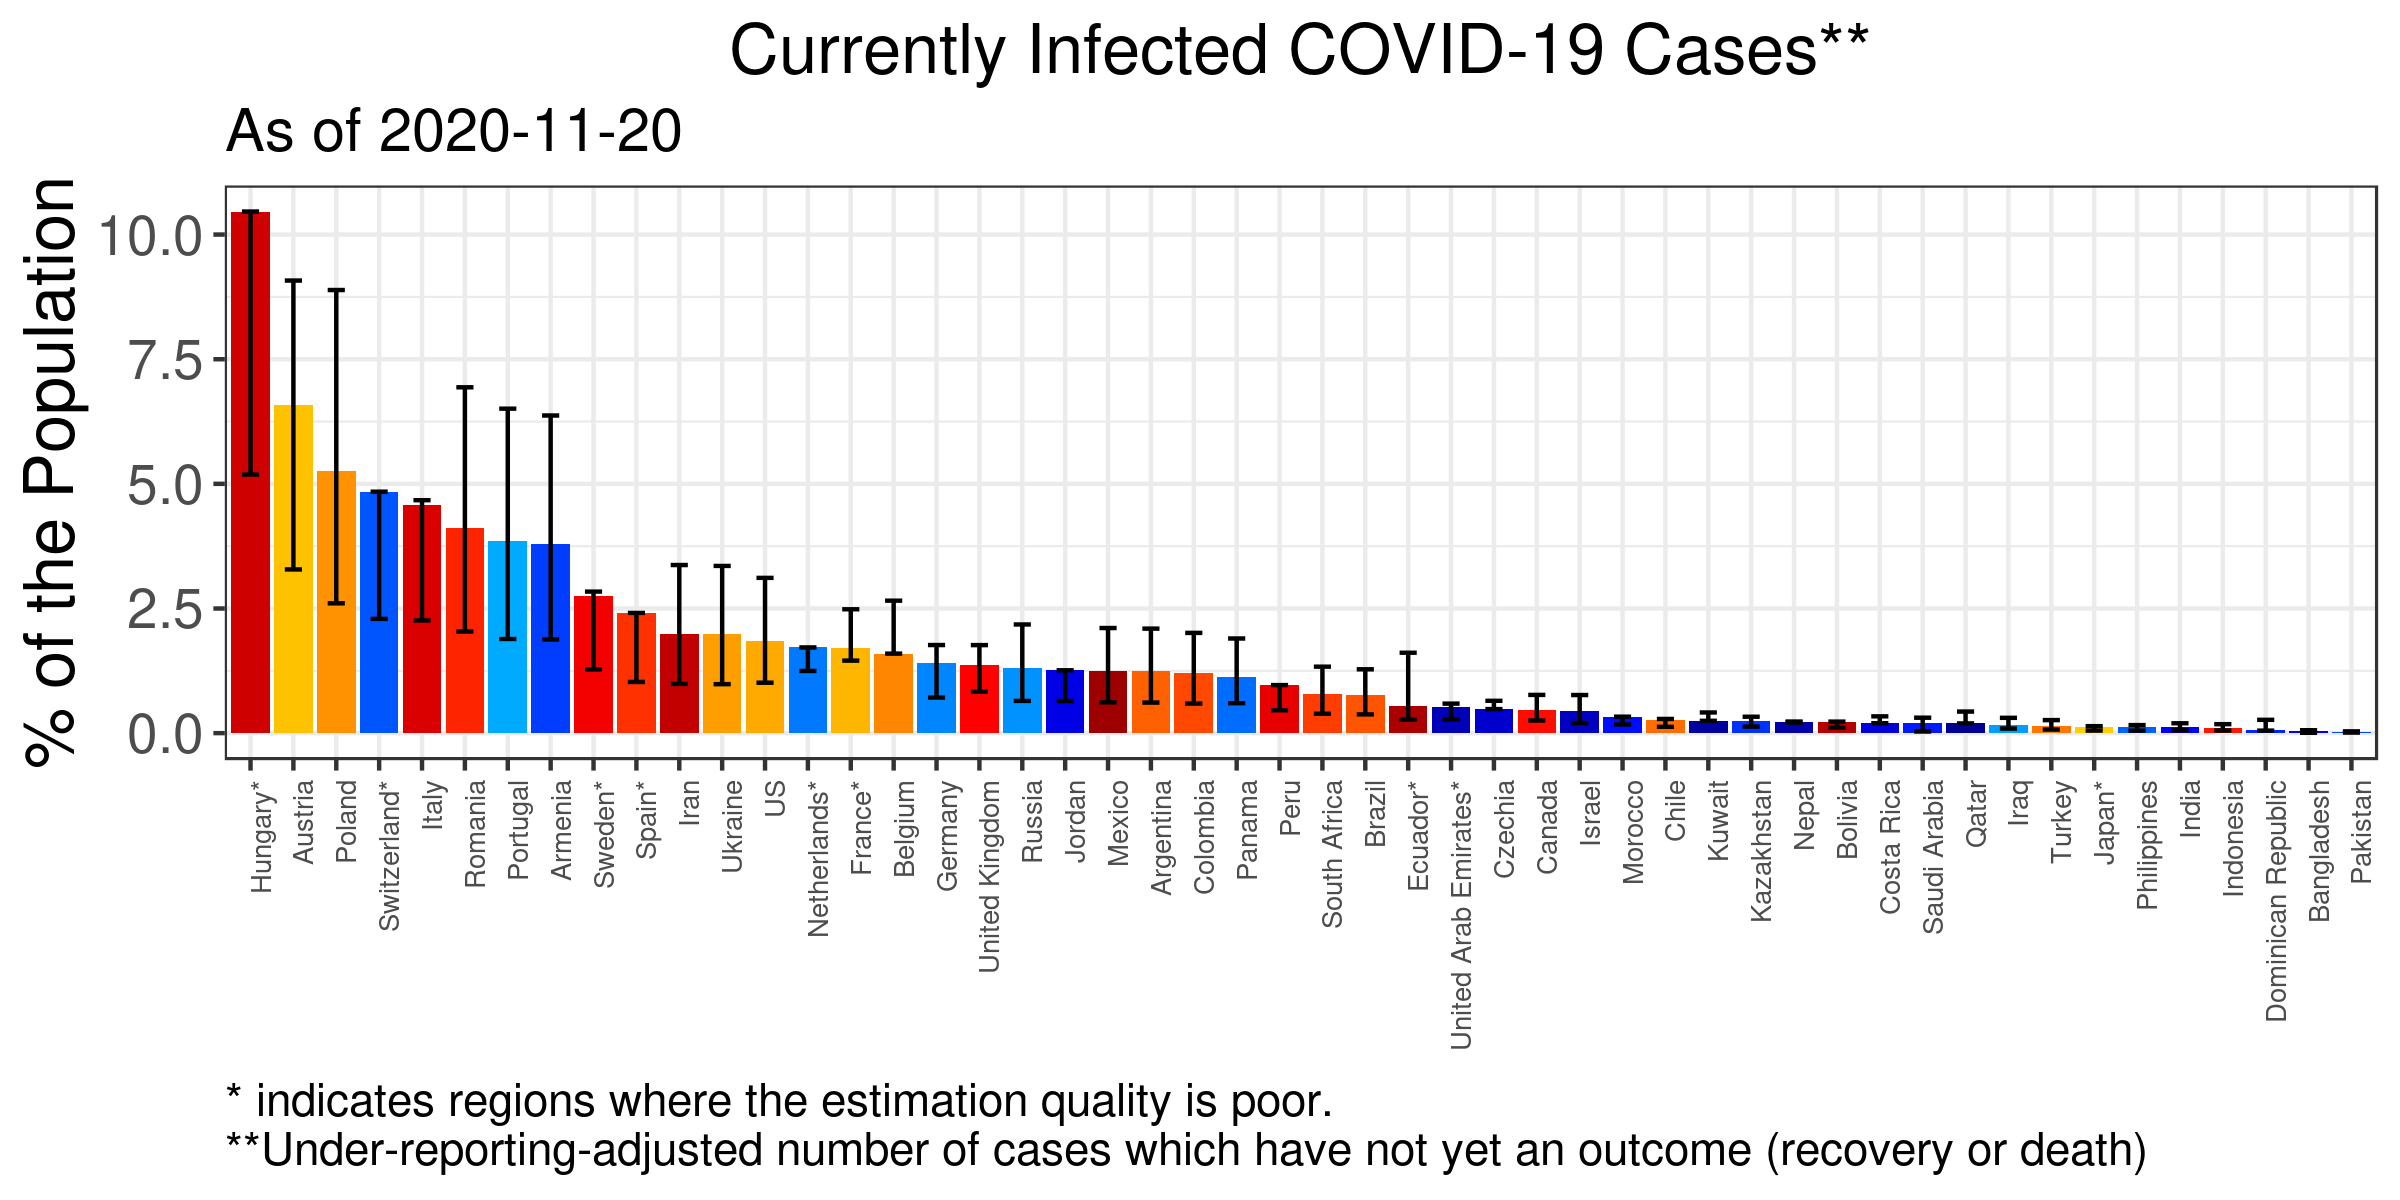 Currently Infected COVID-19 Cases**
As of 2020-11-20
% of the Population
10.0
7.5
5.0
2.5
0.0
Hungary*
Austria
Poland
Switzerland*
Italy
Romania
Portugal
Armenia
Sweden*
Spain*
Iran
Ukraine
US
Netherlands*
France*
Belgium
Germany
United Kingdom
Russia
Jordan
Mexico
Argentina
Colombia
Panama
Peru
South Africa
Brazil
Ecuador*
United Arab Emirates*
Czechia
Canada
Israel
Morocco
Chile
Kuwait
Kazakhstan
Nepal
Bolivia
Costa Rica
Saudi Arabia
Qatar
Iraq
Turkey
Japan*
Philippines
India
Indonesia
Dominican Republic
Bangladesh
Pakistan
* indicates regions where the estimation quality is poor.
**Under-reporting-adjusted number of cases which have not yet an outcome (recovery or death)